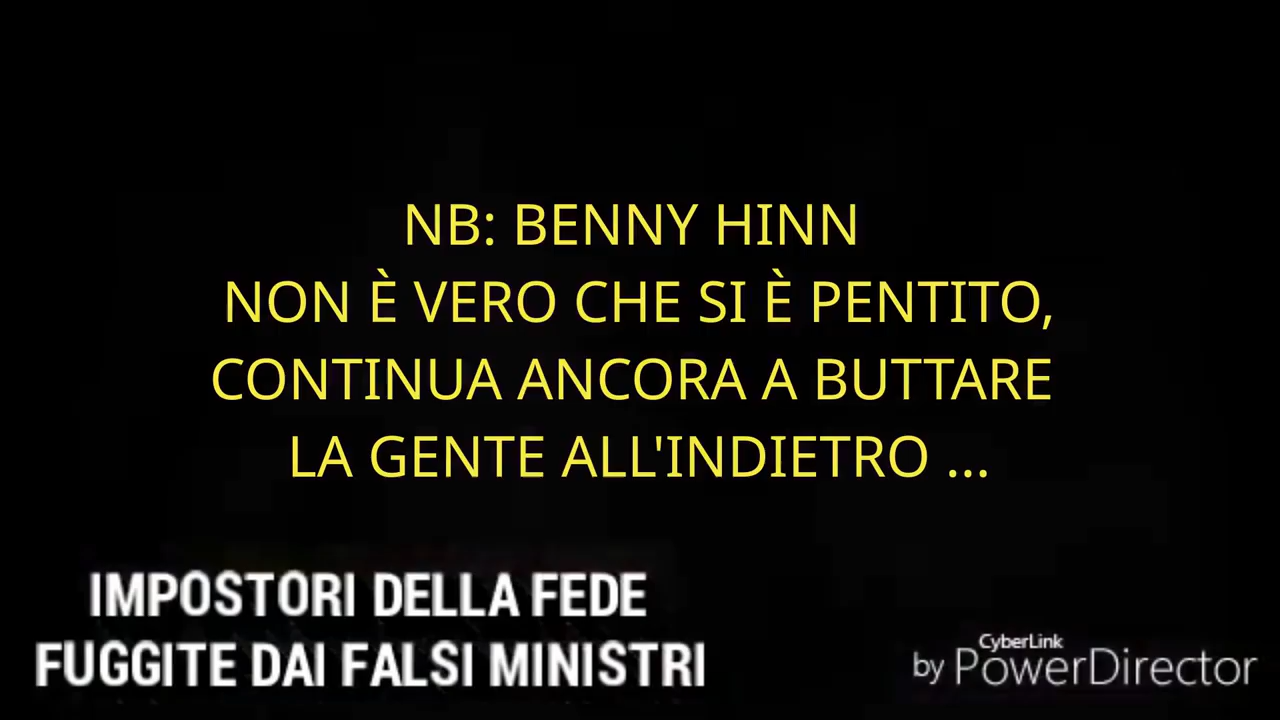 NB: BENNY HINN
NON È VERO CHE SI È PENTITO,
CONTINUA ANCORA A BUTTARE
LA GENTE ALL'INDIETRO ...
IMPOSTORI DELLA FEDE
FUGGITE DAI FALSI MINISTRI
CyberLink
by PowerDirector